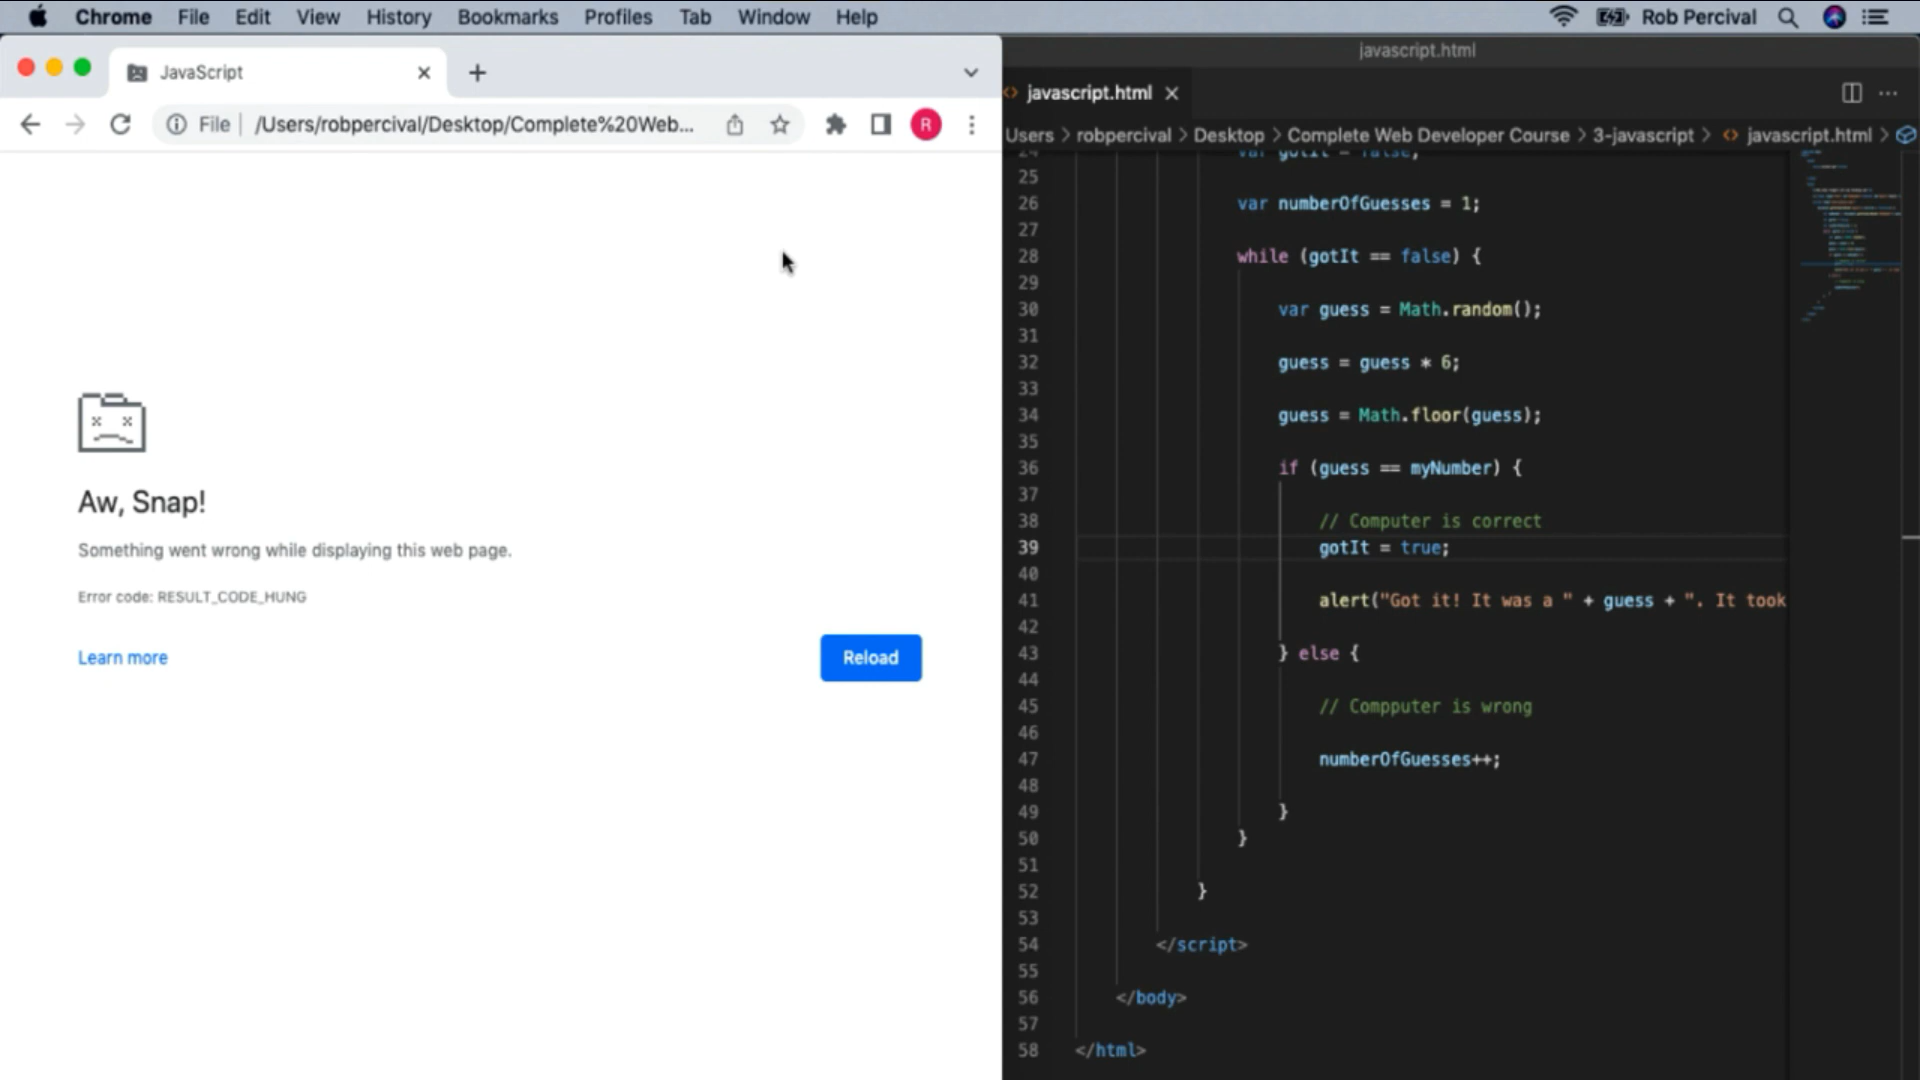 Chrome File Edit View History Bookmarks Profiles Tab Window Help Rob Percival
JavaScript
File /Users/robpercival/Desktop/Complete%20Web... R
Aw, Snap!
Something went wrong while displaying this web page.
Error code: RESULT_CODE_HUNG
Learn more
Reload
javascript.html
javascript.html
Users > robpercival > Desktop > Complete Web Developer Course > 3-javascript > javascript.html >
24 var gotIt = false;
25
26 var numberOfGuesses = 1;
27
28 while (gotIt == false) {
29
30 var guess = Math.random();
31
32 guess = guess * 6;
33
34 guess = Math.floor(guess);
35
36 if (guess == myNumber) {
37
38 // Computer is correct
39 gotIt = true;
40
41 alert("Got it! It was a " + guess + ". It took
42
43 } else {
44
45 // Compputer is wrong
46
47 numberOfGuesses++;
48
49 }
50 }
51
52 }
53
54 </script>
55
56 </body>
57
58 </html>